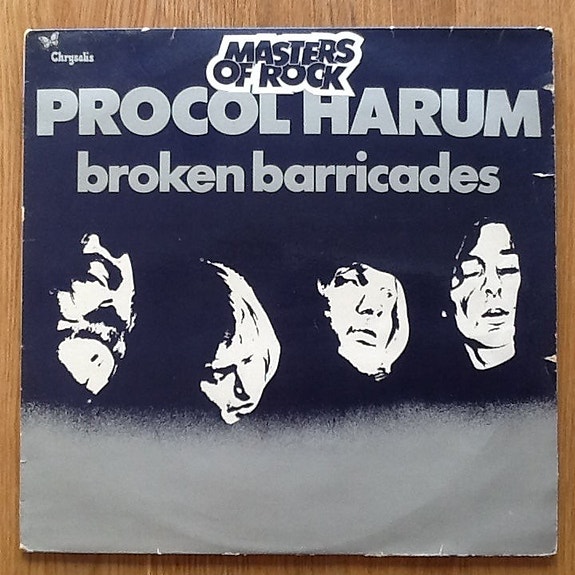 Chrysalis
MASTERS
OF ROCK
PROCOL HARUM
broken barricades